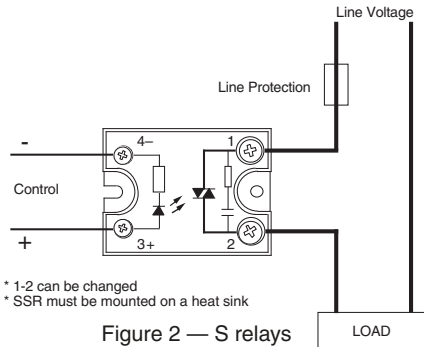 Line Voltage
Line Protection
-
4–
1
Control
+
3+
2
* 1-2 can be changed
* SSR must be mounted on a heat sink
Figure 2 — S relays
LOAD